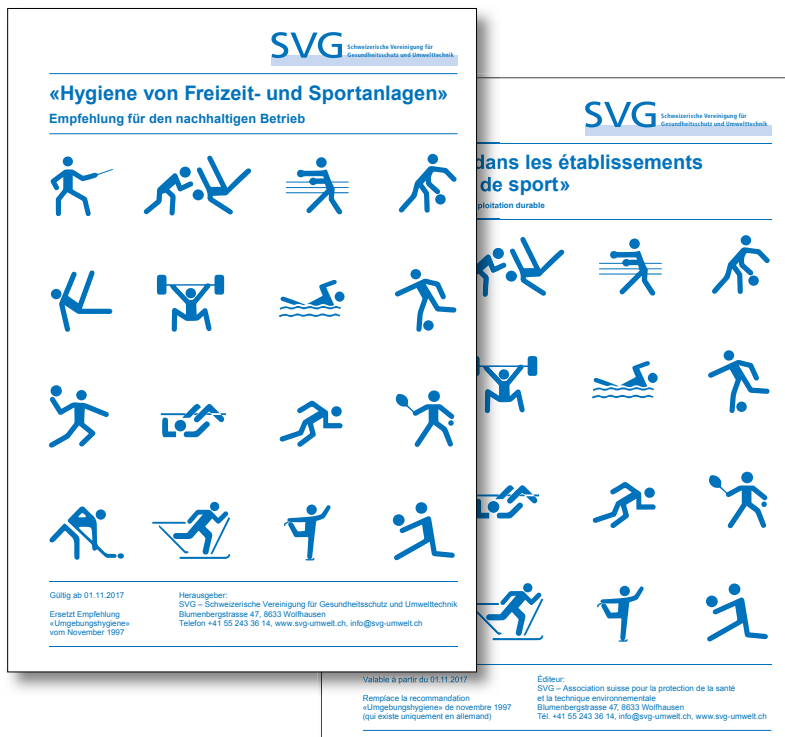 SVG Schweizerische Vereinigung für
Gesundheitsschutz und Umwelttechnik
«Hygiene von Freizeit- und Sportanlagen»
Empfehlung für den nachhaltigen Betrieb
Gültig ab 01.11.2017
Ersetzt Empfehlung
«Umgebungshygiene»
vom November 1997
Herausgeber:
SVG – Schweizerische Vereinigung für Gesundheitsschutz und Umwelttechnik
Blumenbergstrasse 47, 8633 Wolfhausen
Telefon +41 55 243 36 14, www.svg-umwelt.ch, info@svg-umwelt.ch
SVG Schweizerische Vereinigung für
Gesundheitsschutz und Umwelttechnik
dans les établissements
de sport»
ploitation durable
Valable à partir du 01.11.2017
Remplace la recommandation
«Umgebungshygiene» de novembre 1997
(qui existe uniquement en allemand)
Éditeur:
SVG – Association suisse pour la protection de la santé
et la technique environnementale
Blumenbergstrasse 47, 8633 Wolfhausen
Tél. +41 55 243 36 14, info@svg-umwelt.ch, www.svg-umwelt.ch